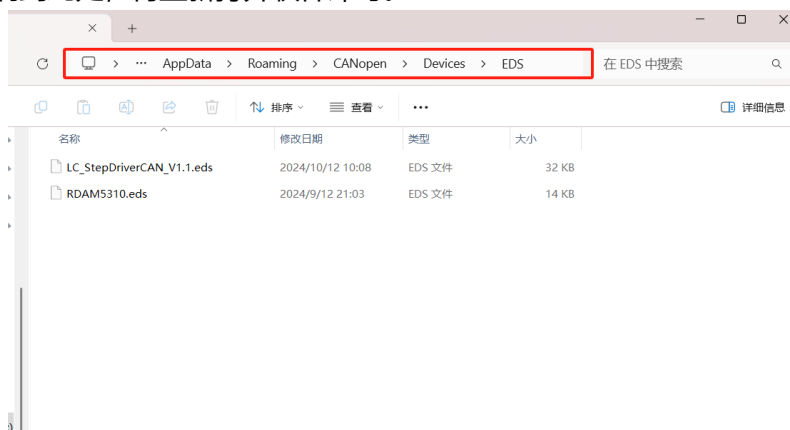 AppData > Roaming > CANopen > Devices > EDS
在 EDS 中搜索
排序 查看 ••• 详细信息
名称 修改日期 类型 大小
LC_StepDriverCAN_V1.1.eds 2024/10/12 10:08 EDS 文件 32 KB
RDAM5310.eds 2024/9/12 21:03 EDS 文件 14 KB